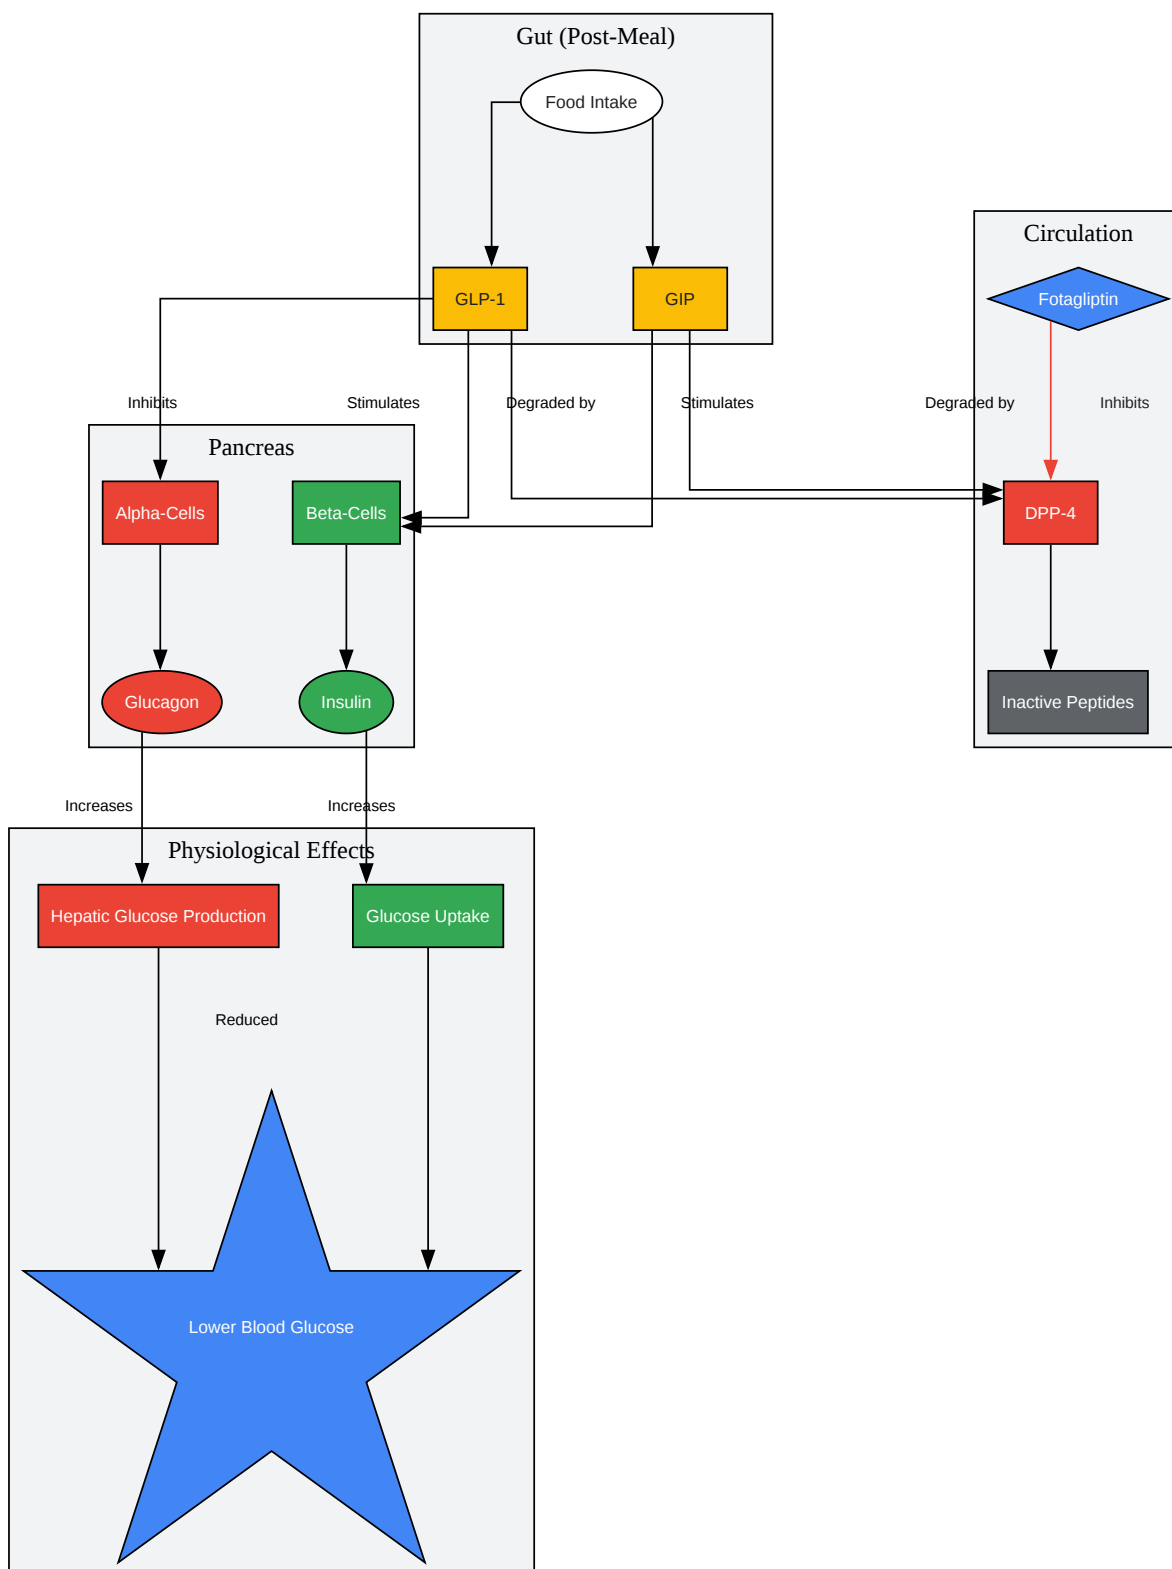 Gut (Post-Meal)
Food Intake
Circulation
GLP-1
GIP
Fotagliptin
Inhibits
Stimulates
Degraded by
Stimulates
Degraded by
Inhibits
Pancreas
Alpha-Cells
Beta-Cells
DPP-4
Glucagon
Insulin
Inactive Peptides
Increases
Increases
Physiological Effects
Hepatic Glucose Production
Glucose Uptake
Reduced
Lower Blood Glucose